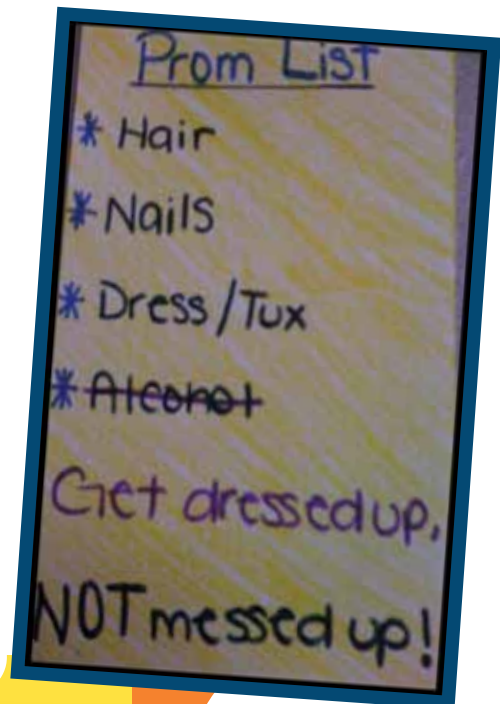 Prom List
* Hair
* Nails
* Dress/Tux
* Alcohol
Get dressed up,
NOT messed up!